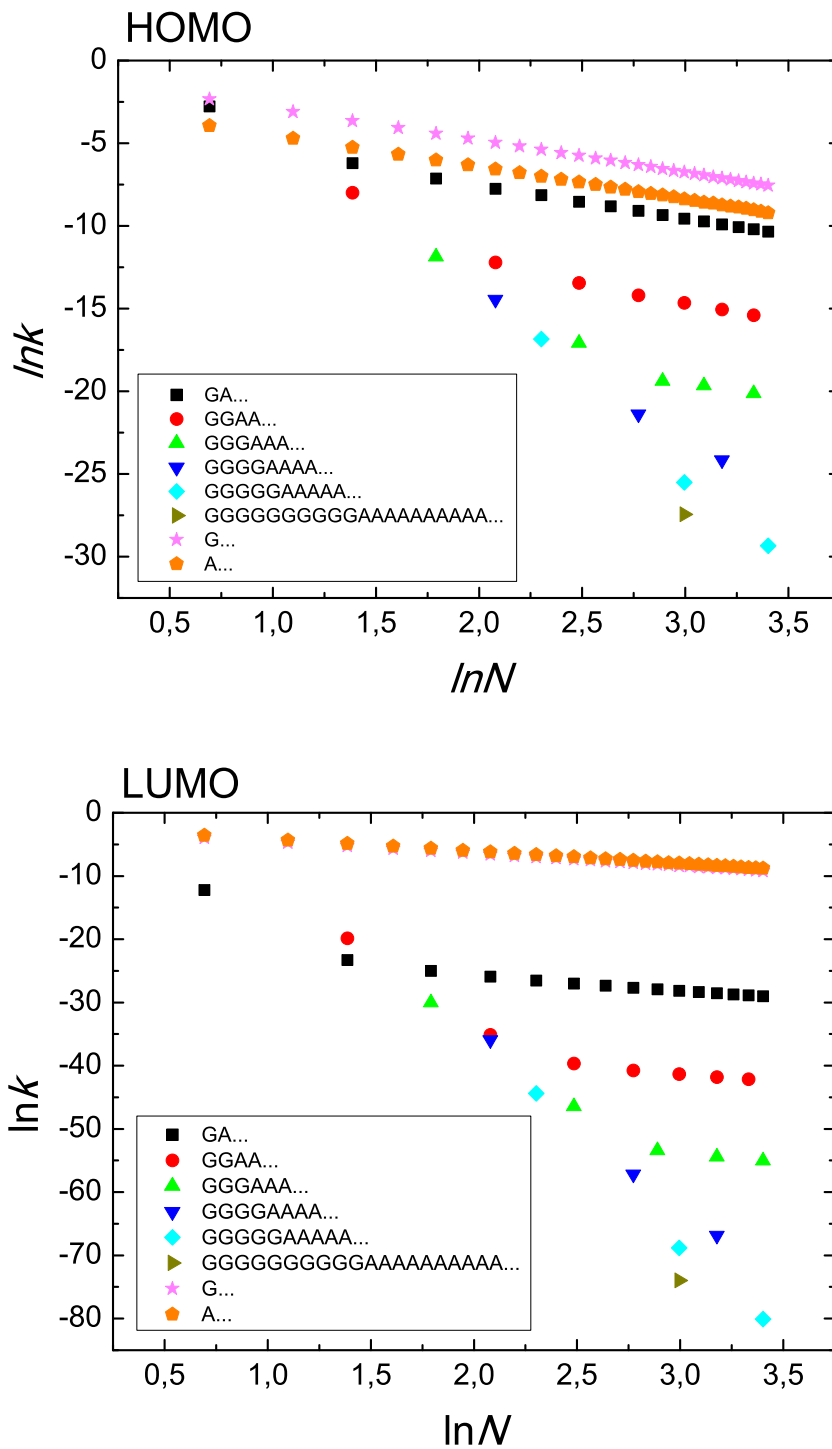 HOMO
0
-5
-10
-15
-20
-25
-30
lnk
GA...
GGAA...
GGGAAA...
GGGGAAAA...
GGGGGAAAAA...
GGGGGGGGGGAAAAAAAAAA...
G...
A...
0,5 1,0 1,5 2,0 2,5 3,0 3,5
lnN
LUMO
0
-10
-20
-30
-40
-50
-60
-70
-80
lnk
GA...
GGAA...
GGGAAA...
GGGGAAAA...
GGGGGAAAAA...
GGGGGGGGGGAAAAAAAAAA...
G...
A...
0,5 1,0 1,5 2,0 2,5 3,0 3,5
lnN